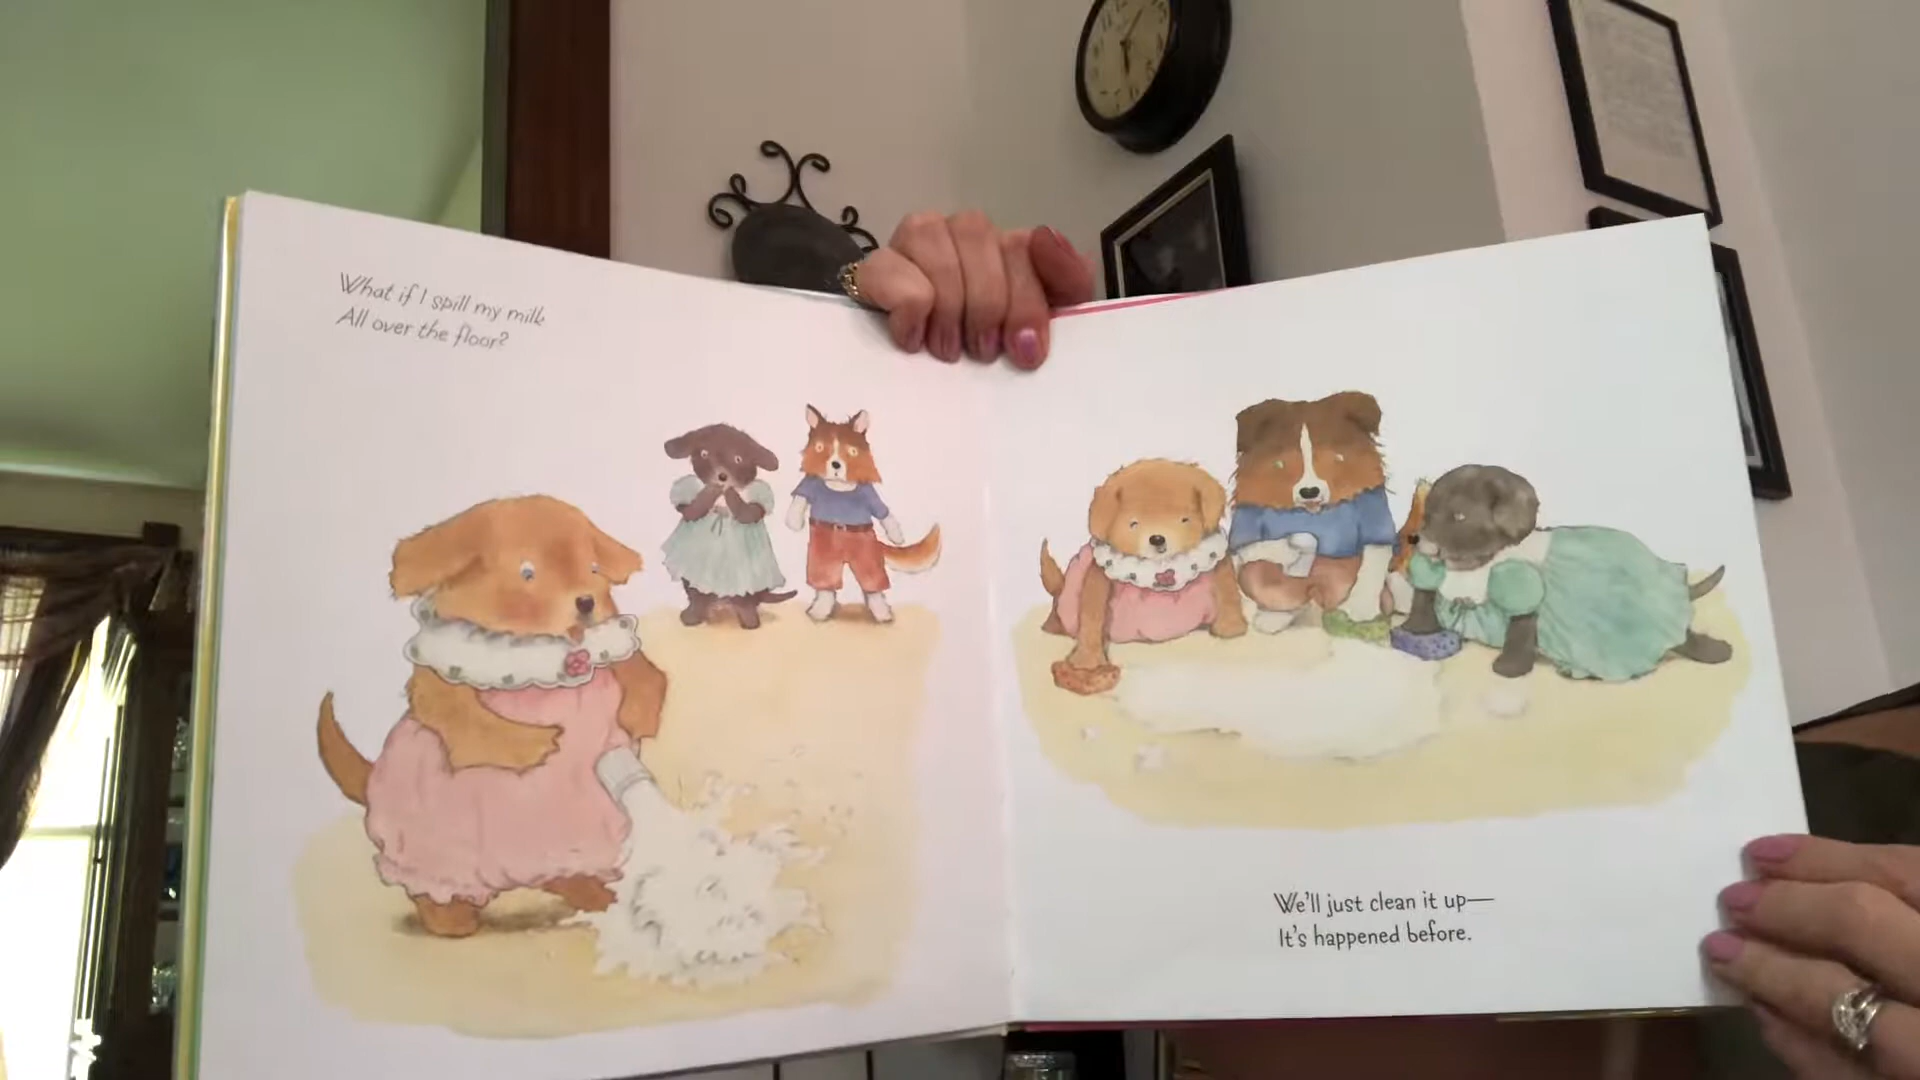 What if I spill my milk
All over the floor?
We'll just clean it up—
It's happened before.